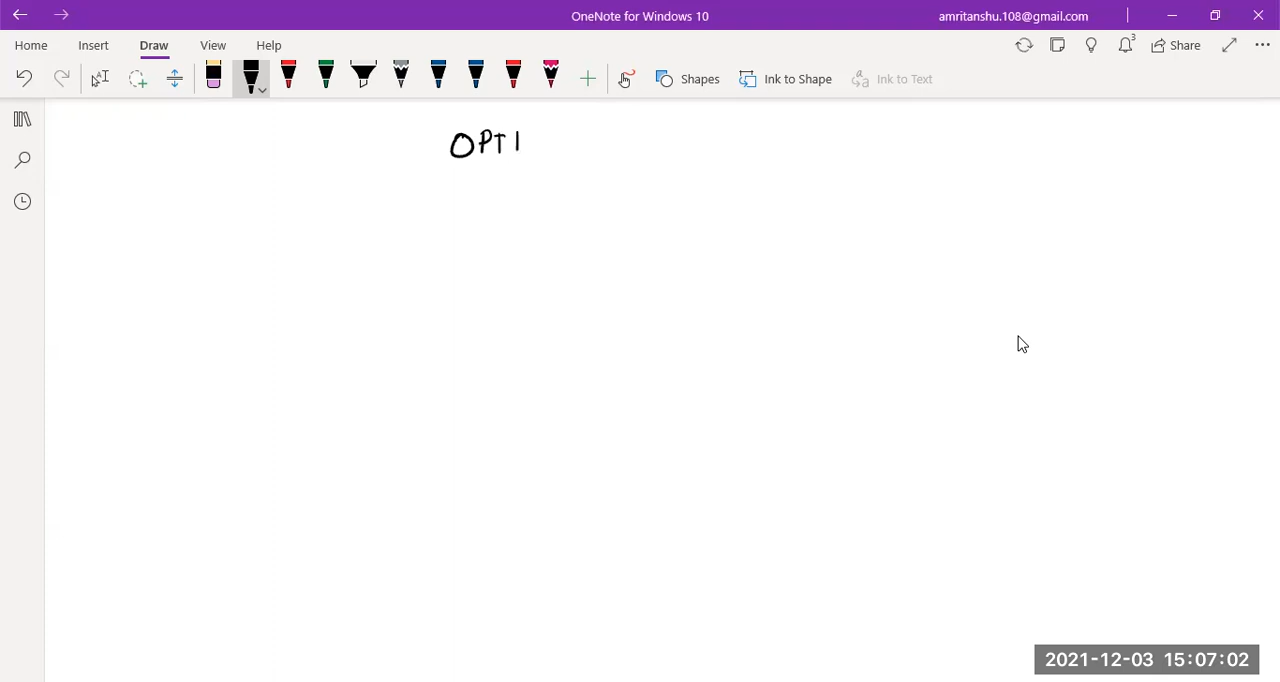 OneNote for Windows 10 amritanshu.108@gmail.com
Home Insert Draw View Help 3 Share
Shapes Ink to Shape Ink to Text
OPTI
2021-12-03 15:07:02